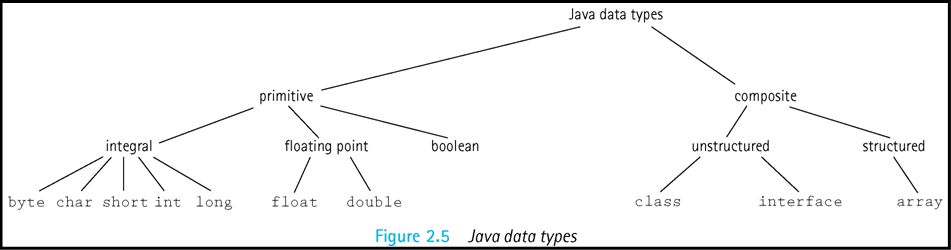 Java data types
primitive composite
integral floating point boolean unstructured structured
byte char short int long float double class interface array
Figure 2.5 Java data types